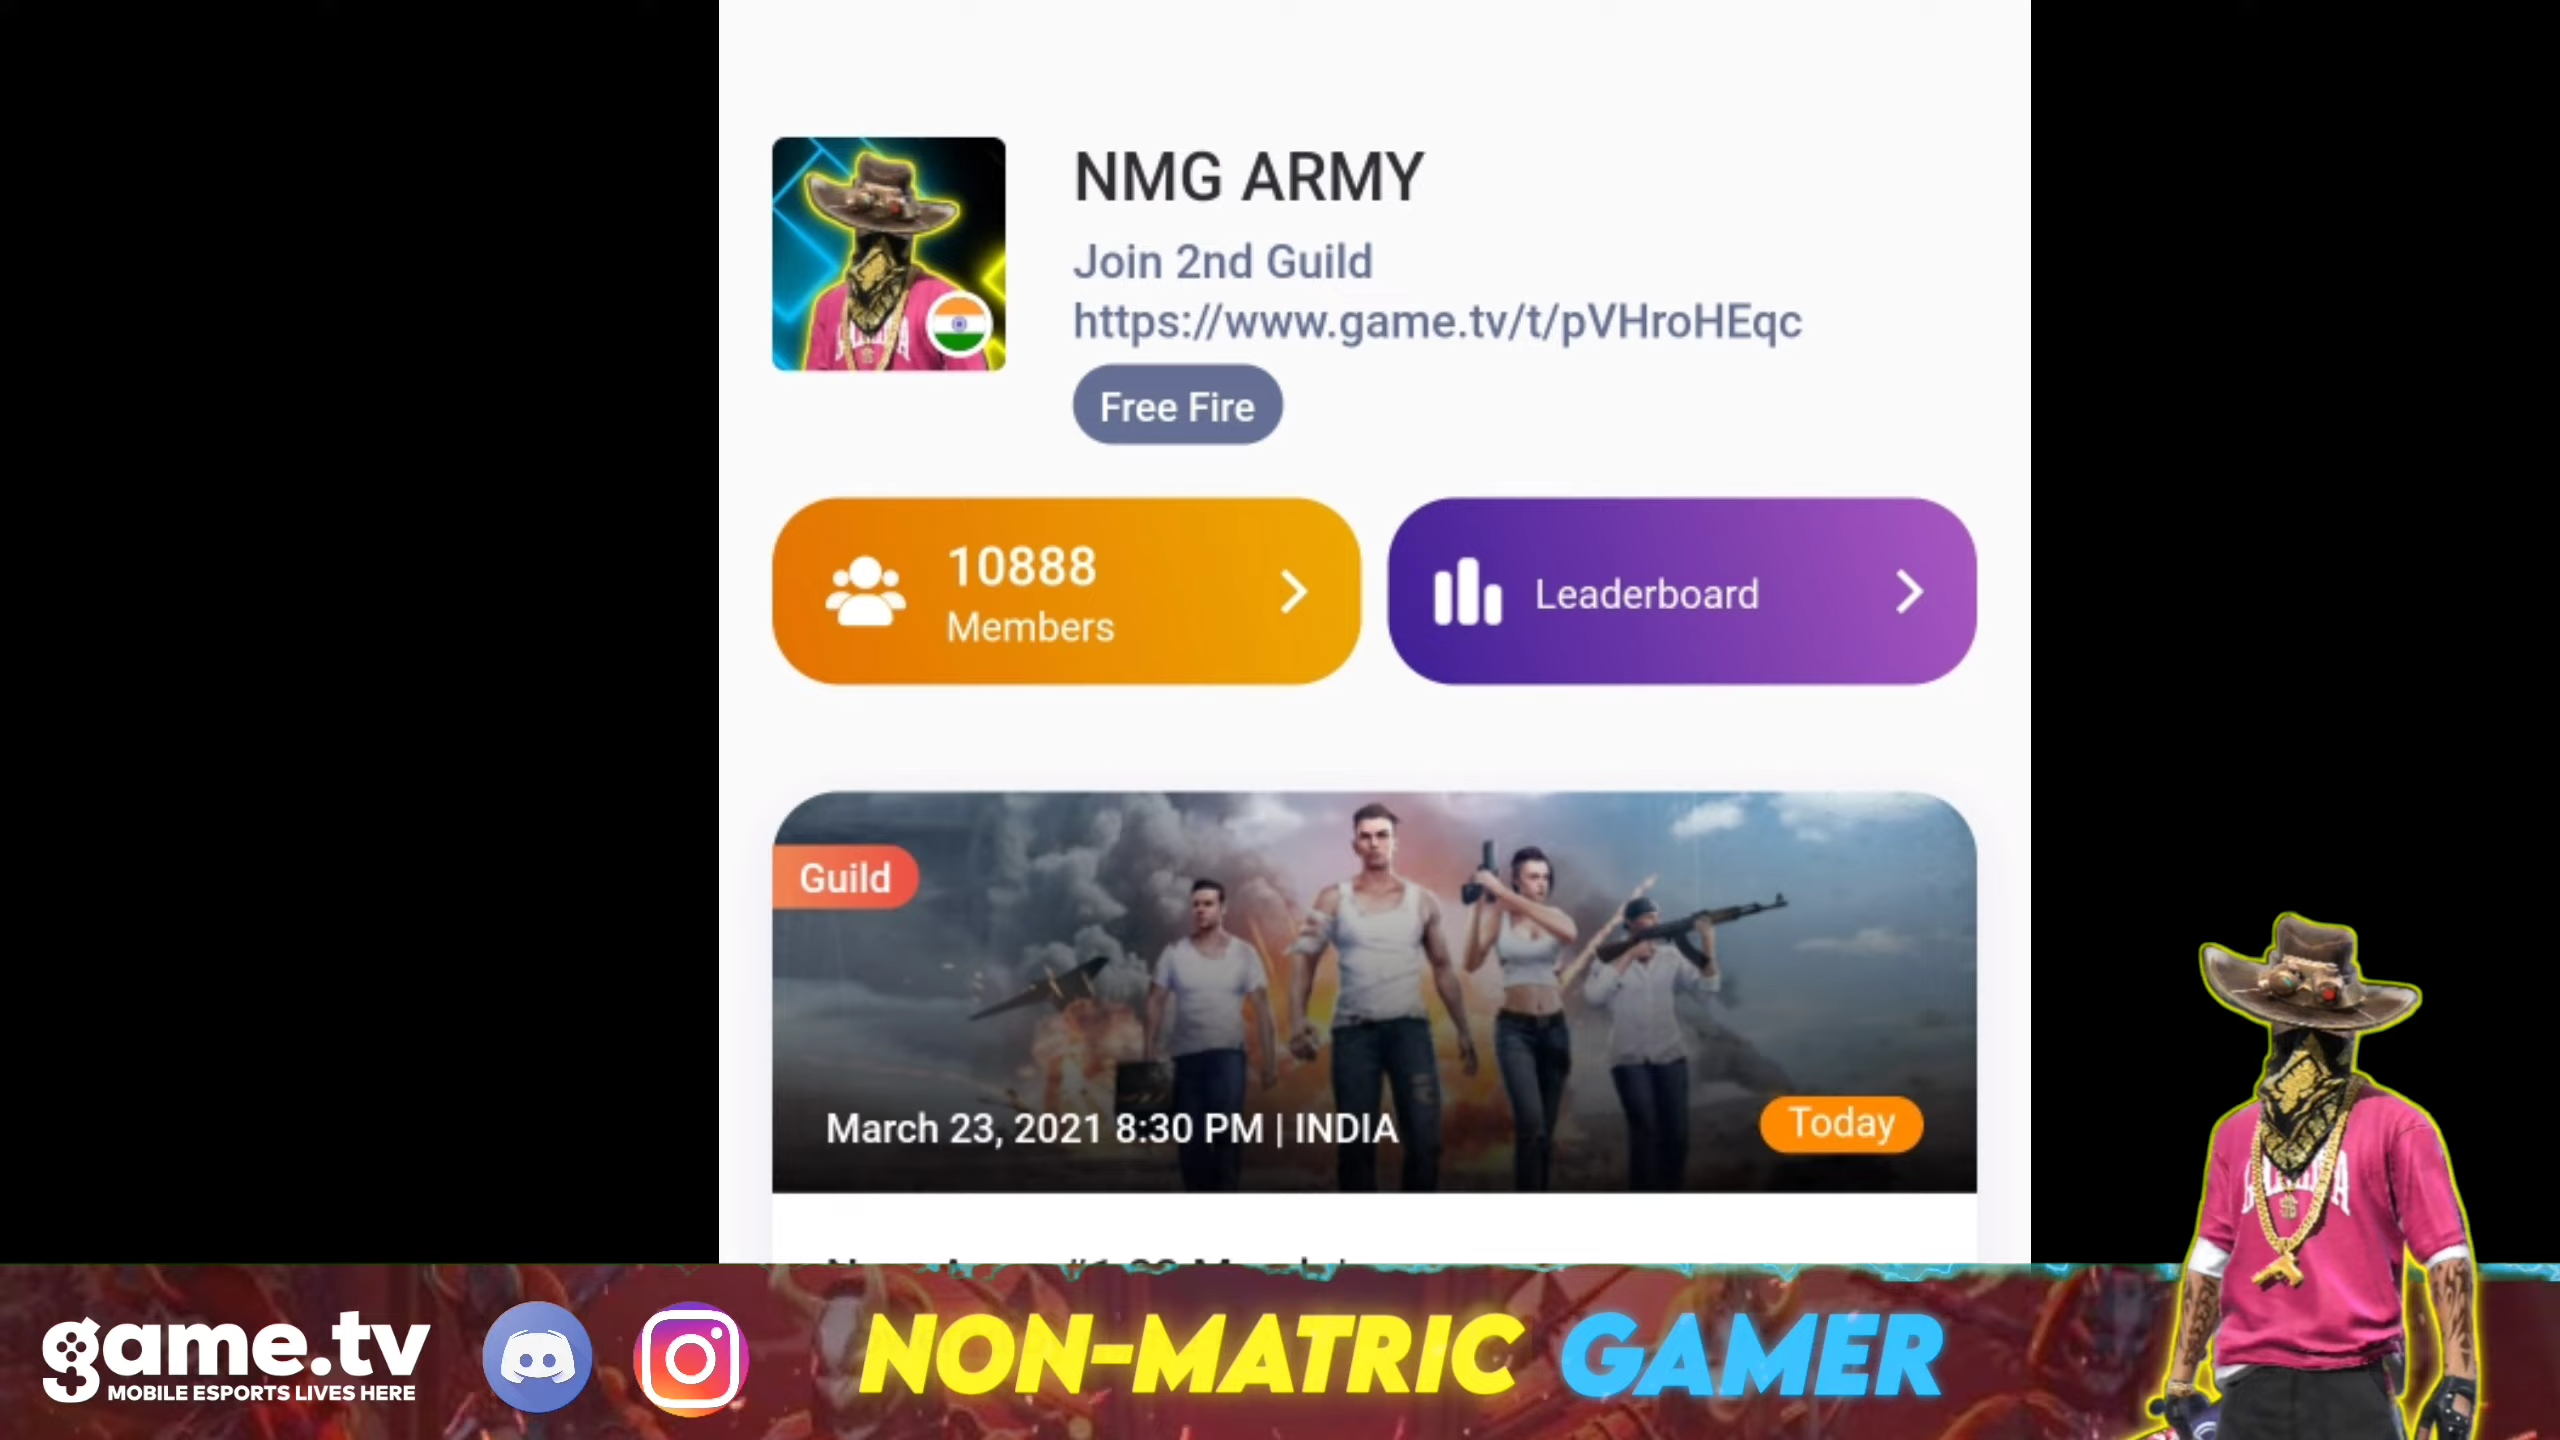 NMG ARMY
Join 2nd Guild
https://www.game.tv/t/pVHroHEqc
Free Fire
10888
Members
Leaderboard
Guild
March 23, 2021 8:30 PM | INDIA
Today
game.tv
MOBILE ESPORTS LIVES HERE
NON-MATRIC GAMER